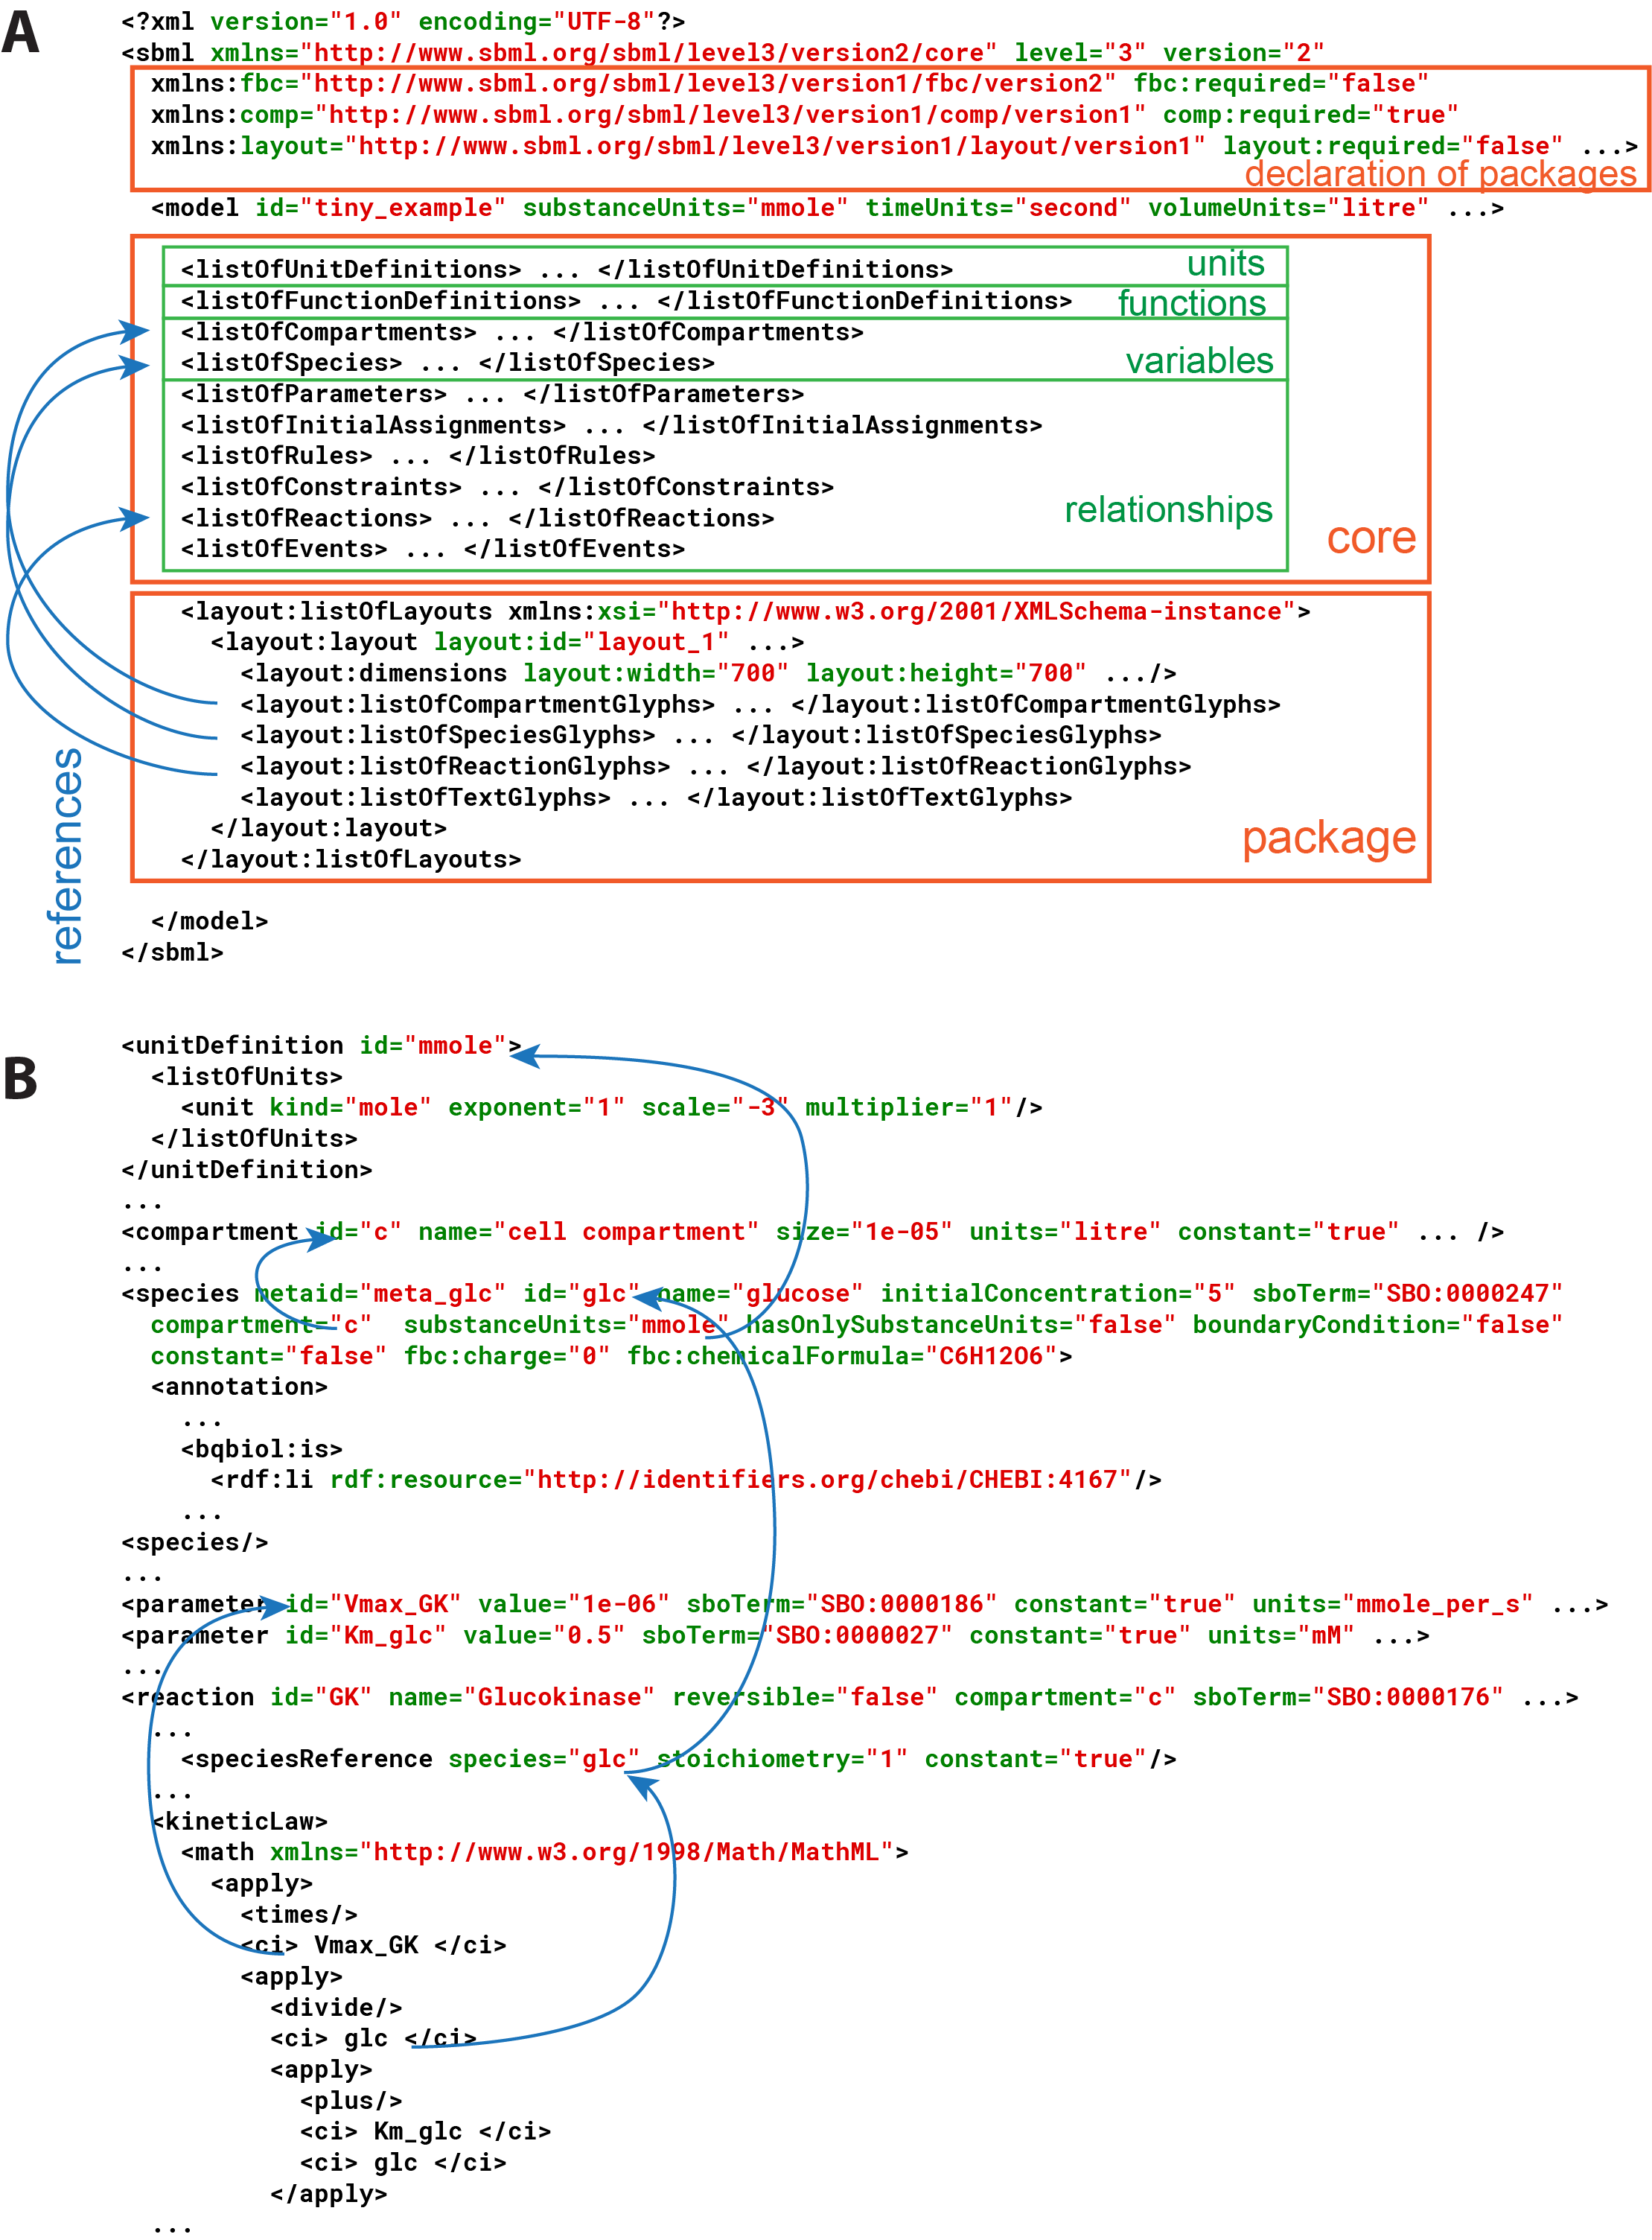 A
<?xml version="1.0" encoding="UTF-8"?>
<sbml xmlns="http://www.sbml.org/sbml/level3/version2/core" level="3" version="2"
xmlns:fbc="http://www.sbml.org/sbml/level3/version1/fbc/version2" fbc:required="false"
xmlns:comp="http://www.sbml.org/sbml/level3/version1/comp/version1" comp:required="true"
xmlns:layout="http://www.sbml.org/sbml/level3/version1/layout/version1" layout:required="false" ...>
declaration of packages
<model id="tiny_example" substanceUnits="mmole" timeUnits="second" volumeUnits="litre" ...>
<listOfUnitDefinitions> ... </listOfUnitDefinitions>
units
<listOfFunctionDefinitions> ... </listOfFunctionDefinitions>
functions
<listOfCompartments> ... </listOfCompartments>
<listOfSpecies> ... </listOfSpecies>
variables
<listOfParameters> ... </listOfParameters>
<listOfInitialAssignments> ... </listOfInitialAssignments>
<listOfRules> ... </listOfRules>
<listOfConstraints> ... </listOfConstraints>
<listOfReactions> ... </listOfReactions>
<listOfEvents> ... </listOfEvents>
relationships
core
<layout:listOfLayouts xmlns:xsi="http://www.w3.org/2001/XMLSchema-instance">
<layout:layout layout:id="layout_1" ...>
<layout:dimensions layout:width="700" layout:height="700" .../>
<layout:listOfCompartmentGlyphs> ... </layout:listOfCompartmentGlyphs>
<layout:listOfSpeciesGlyphs> ... </layout:listOfSpeciesGlyphs>
<layout:listOfReactionGlyphs> ... </layout:listOfReactionGlyphs>
<layout:listOfTextGlyphs> ... </layout:listOfTextGlyphs>
</layout:layout>
</layout:listOfLayouts>
package
references
</model>
</sbml>
B
<unitDefinition id="mmole">
<listOfUnits>
<unit kind="mole" exponent="1" scale="-3" multiplier="1"/>
</listOfUnits>
</unitDefinition>
...
<compartment id="c" name="cell compartment" size="1e-05" units="litre" constant="true" ... />
...
<species metaid="meta_glc" id="glc" name="glucose" initialConcentration="5" sboTerm="SBO:0000247"
compartment="c"  substanceUnits="mmole" hasOnlySubstanceUnits="false" boundaryCondition="false"
constant="false" fbc:charge="0" fbc:chemicalFormula="C6H12O6">
<annotation>
...
<bqbiol:is>
<rdf:li rdf:resource="http://identifiers.org/chebi/CHEBI:4167"/>
...
<species/>
...
<parameter id="Vmax_GK" value="1e-06" sboTerm="SBO:0000186" constant="true" units="mmole_per_s" ...>
<parameter id="Km_glc" value="0.5" sboTerm="SBO:0000027" constant="true" units="mM" ...>
...
<reaction id="GK" name="Glucokinase" reversible="false" compartment="c" sboTerm="SBO:0000176" ...>
...
<speciesReference species="glc" stoichiometry="1" constant="true"/>
...
<kineticLaw>
<math xmlns="http://www.w3.org/1998/Math/MathML">
<apply>
<times/>
<ci> Vmax_GK </ci>
<apply>
<divide/>
<ci> glc </ci>
<apply>
<plus/>
<ci> Km_glc </ci>
<ci> glc </ci>
</apply>
...